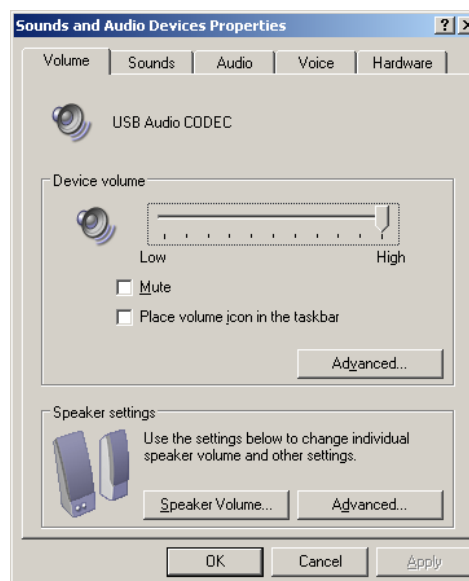 Sounds and Audio Devices Properties
Volume Sounds Audio Voice Hardware
USB Audio CODEC
Device volume
Low High
Mute
Place volume icon in the taskbar
Advanced...
Speaker settings
Use the settings below to change individual
speaker volume and other settings.
Speaker Volume... Advanced...
OK Cancel Apply